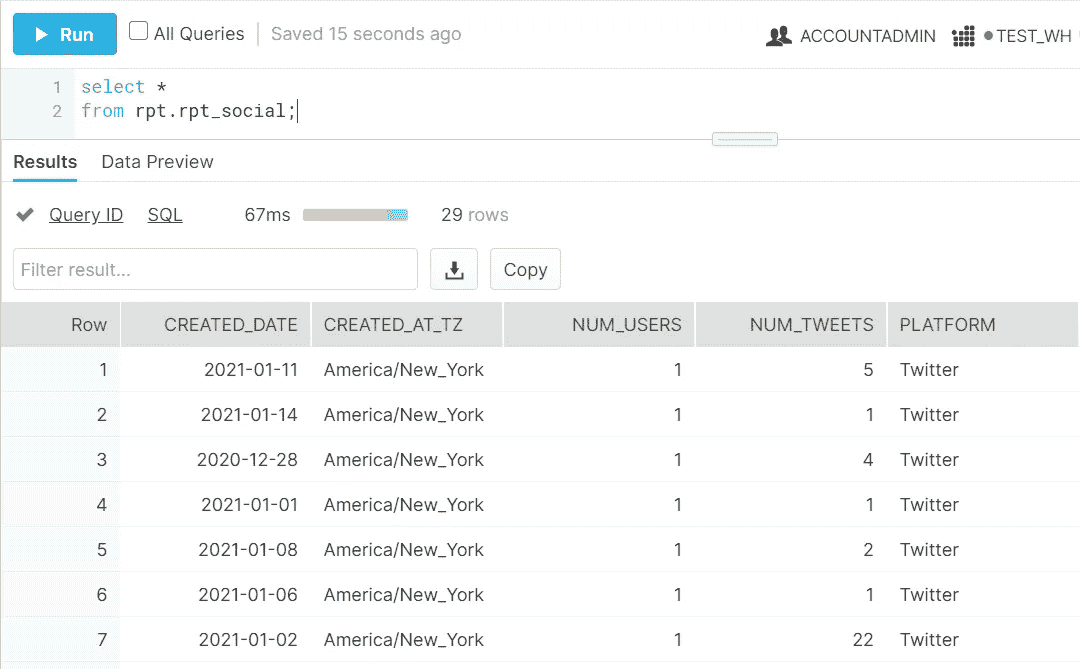 Run All Queries Saved 15 seconds ago ACCOUNTADMIN TEST_WH
1 select *
2 from rpt.rpt_social;
Results Data Preview
Query ID SQL 67ms 29 rows
Filter result... Copy
Row CREATED_DATE CREATED_AT_TZ NUM_USERS NUM_TWEETS PLATFORM
1 2021-01-11 America/New_York 1 5 Twitter
2 2021-01-14 America/New_York 1 1 Twitter
3 2020-12-28 America/New_York 1 4 Twitter
4 2021-01-01 America/New_York 1 1 Twitter
5 2021-01-08 America/New_York 1 2 Twitter
6 2021-01-06 America/New_York 1 1 Twitter
7 2021-01-02 America/New_York 1 22 Twitter